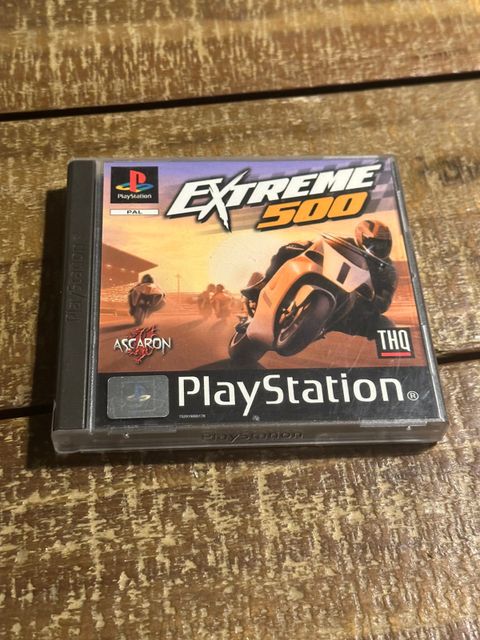 PlayStation
PAL
EXTREME
500
PlayStation
ASCARON
THQ
PlayStation®
PlayStation